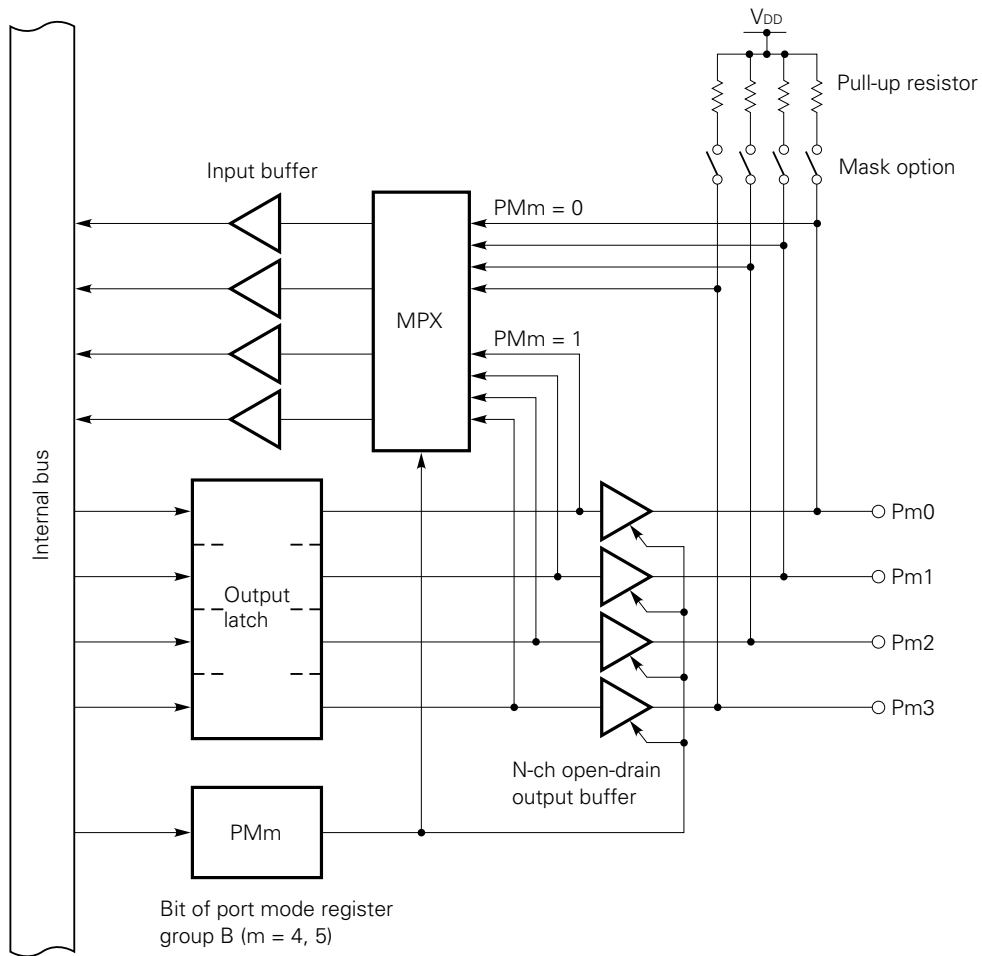 VDD
Pull-up resistor
Mask option
Input buffer
PMm = 0
MPX
PMm = 1
Internal bus
Output
latch
Pm0
Pm1
Pm2
Pm3
N-ch open-drain
output buffer
PMm
Bit of port mode register
group B (m = 4, 5)